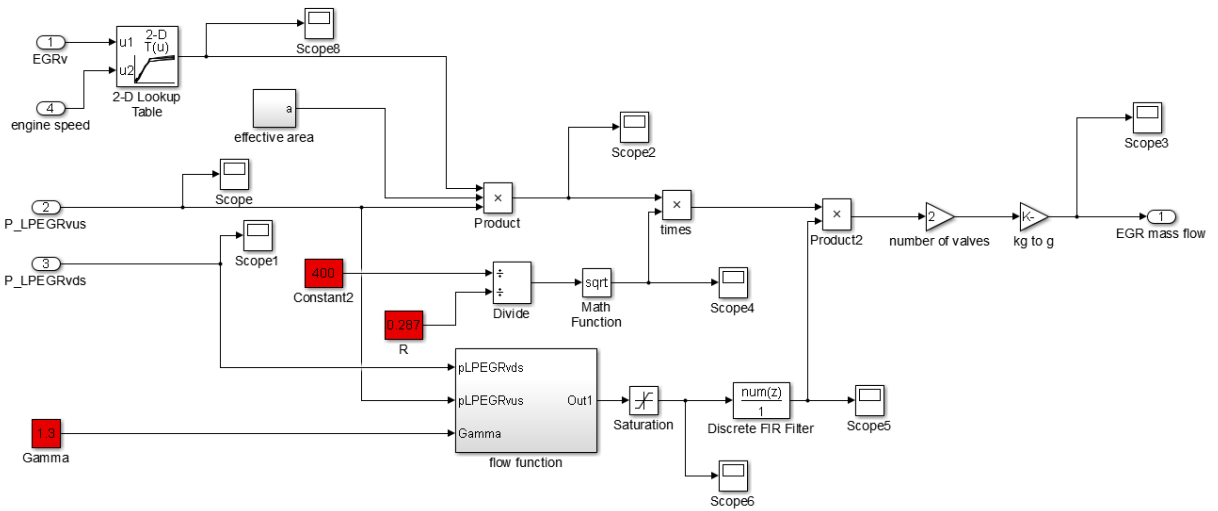 1
EGRv
4
engine speed
u1
u2
2-D
T(u)
2-D Lookup
Table
Scope8
a
effective area
Scope
2
P_LPEGRvus
3
P_LPEGRvds
Scope1
×
Product
Scope2
×
times
×
Product2
2
number of valves
K-
kg to g
Scope3
1
EGR mass flow
400
Constant2
0.287
R
÷
÷
Divide
sqrt
Math
Function
Scope4
pLPEGRvds
pLPEGRvus
Gamma
Out1
flow function
1.3
Gamma
Saturation
num(z)
1
Discrete FIR Filter
Scope5
Scope6